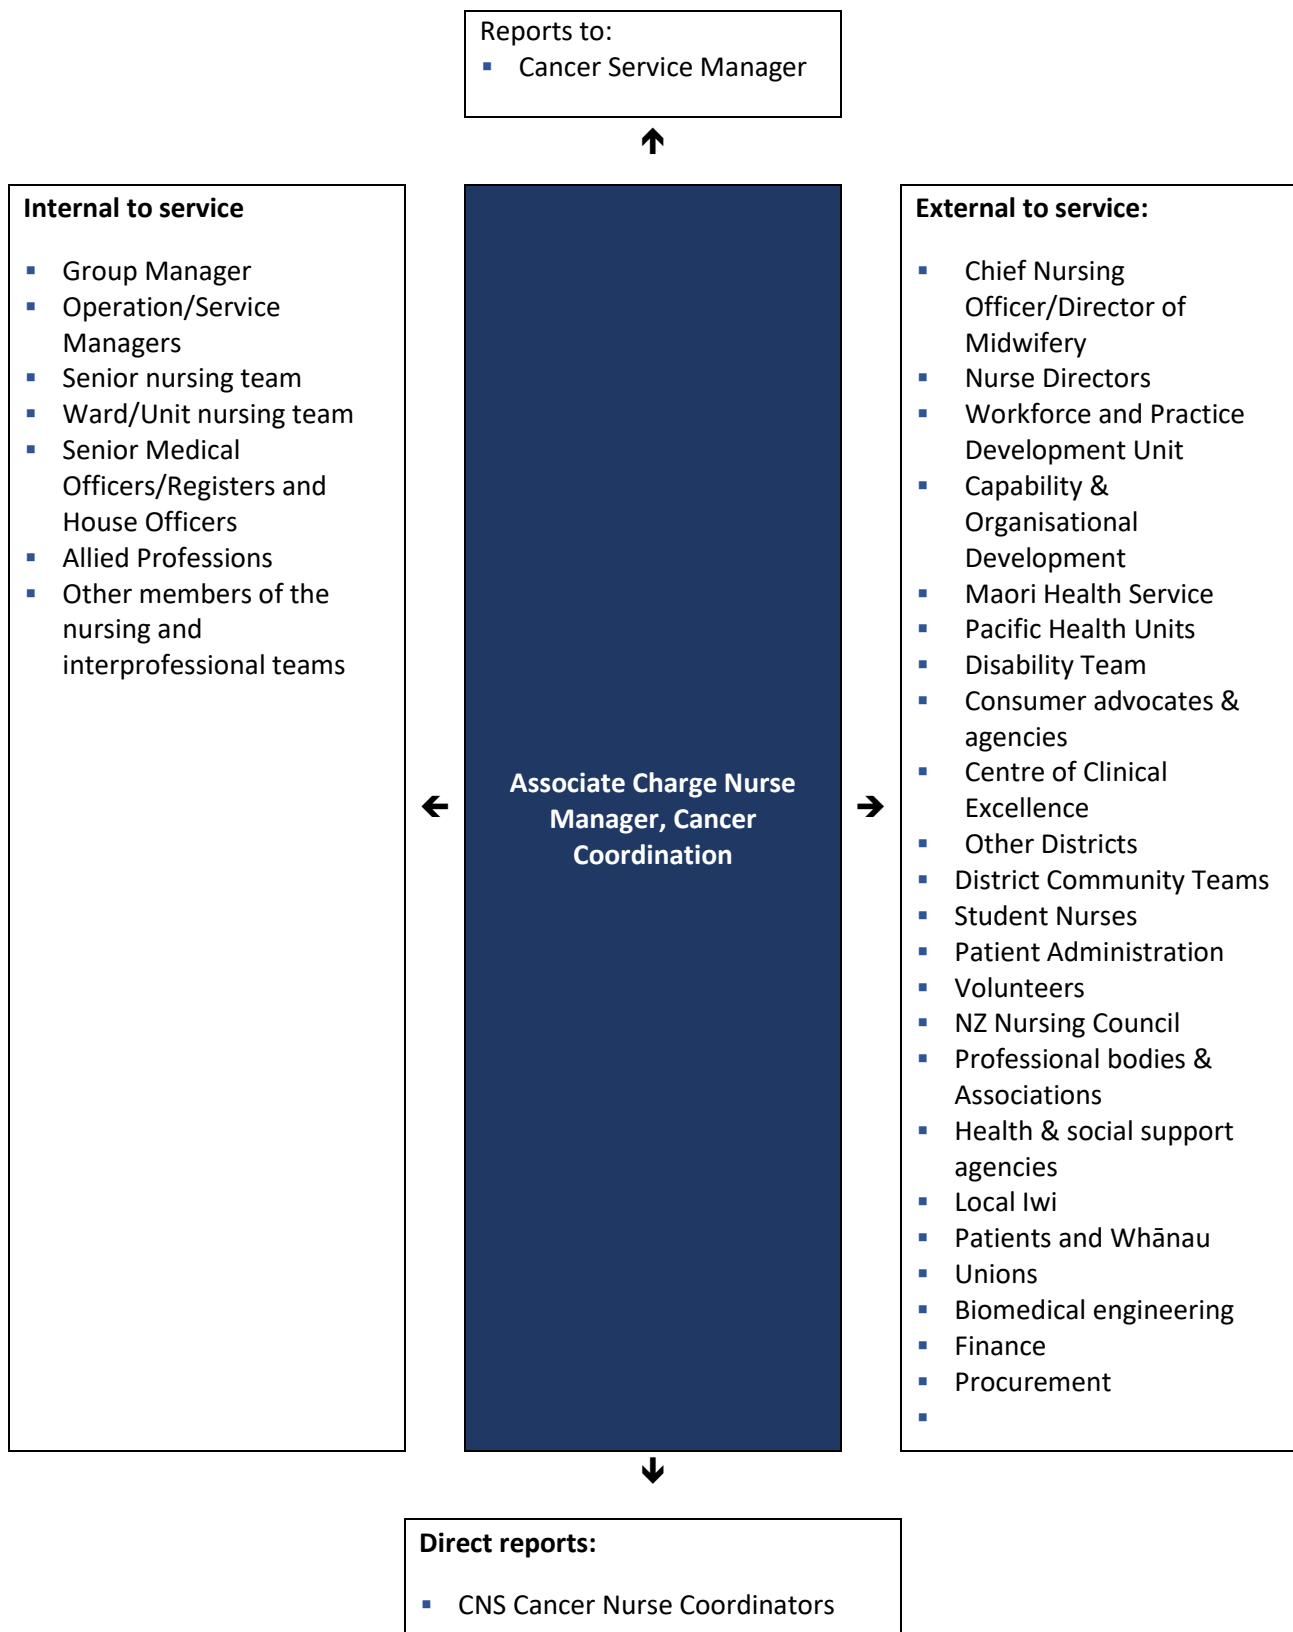 Reports to:
▪ Cancer Service Manager
Internal to service
▪ Group Manager
▪ Operation/Service
Managers
▪ Senior nursing team
▪ Ward/Unit nursing team
▪ Senior Medical
Officers/Registers and
House Officers
▪ Allied Professions
▪ Other members of the
nursing and
interprofessional teams
Associate Charge Nurse
Manager, Cancer
Coordination
External to service:
▪ Chief Nursing
Officer/Director of
Midwifery
▪ Nurse Directors
▪ Workforce and Practice
Development Unit
▪ Capability &
Organisational
Development
▪ Maori Health Service
▪ Pacific Health Units
▪ Disability Team
▪ Consumer advocates &
agencies
▪ Centre of Clinical
Excellence
▪ Other Districts
▪ District Community Teams
▪ Student Nurses
▪ Patient Administration
▪ Volunteers
▪ NZ Nursing Council
▪ Professional bodies &
Associations
▪ Health & social support
agencies
▪ Local Iwi
▪ Patients and Whānau
▪ Unions
▪ Biomedical engineering
▪ Finance
▪ Procurement
▪
Direct reports:
▪ CNS Cancer Nurse Coordinators